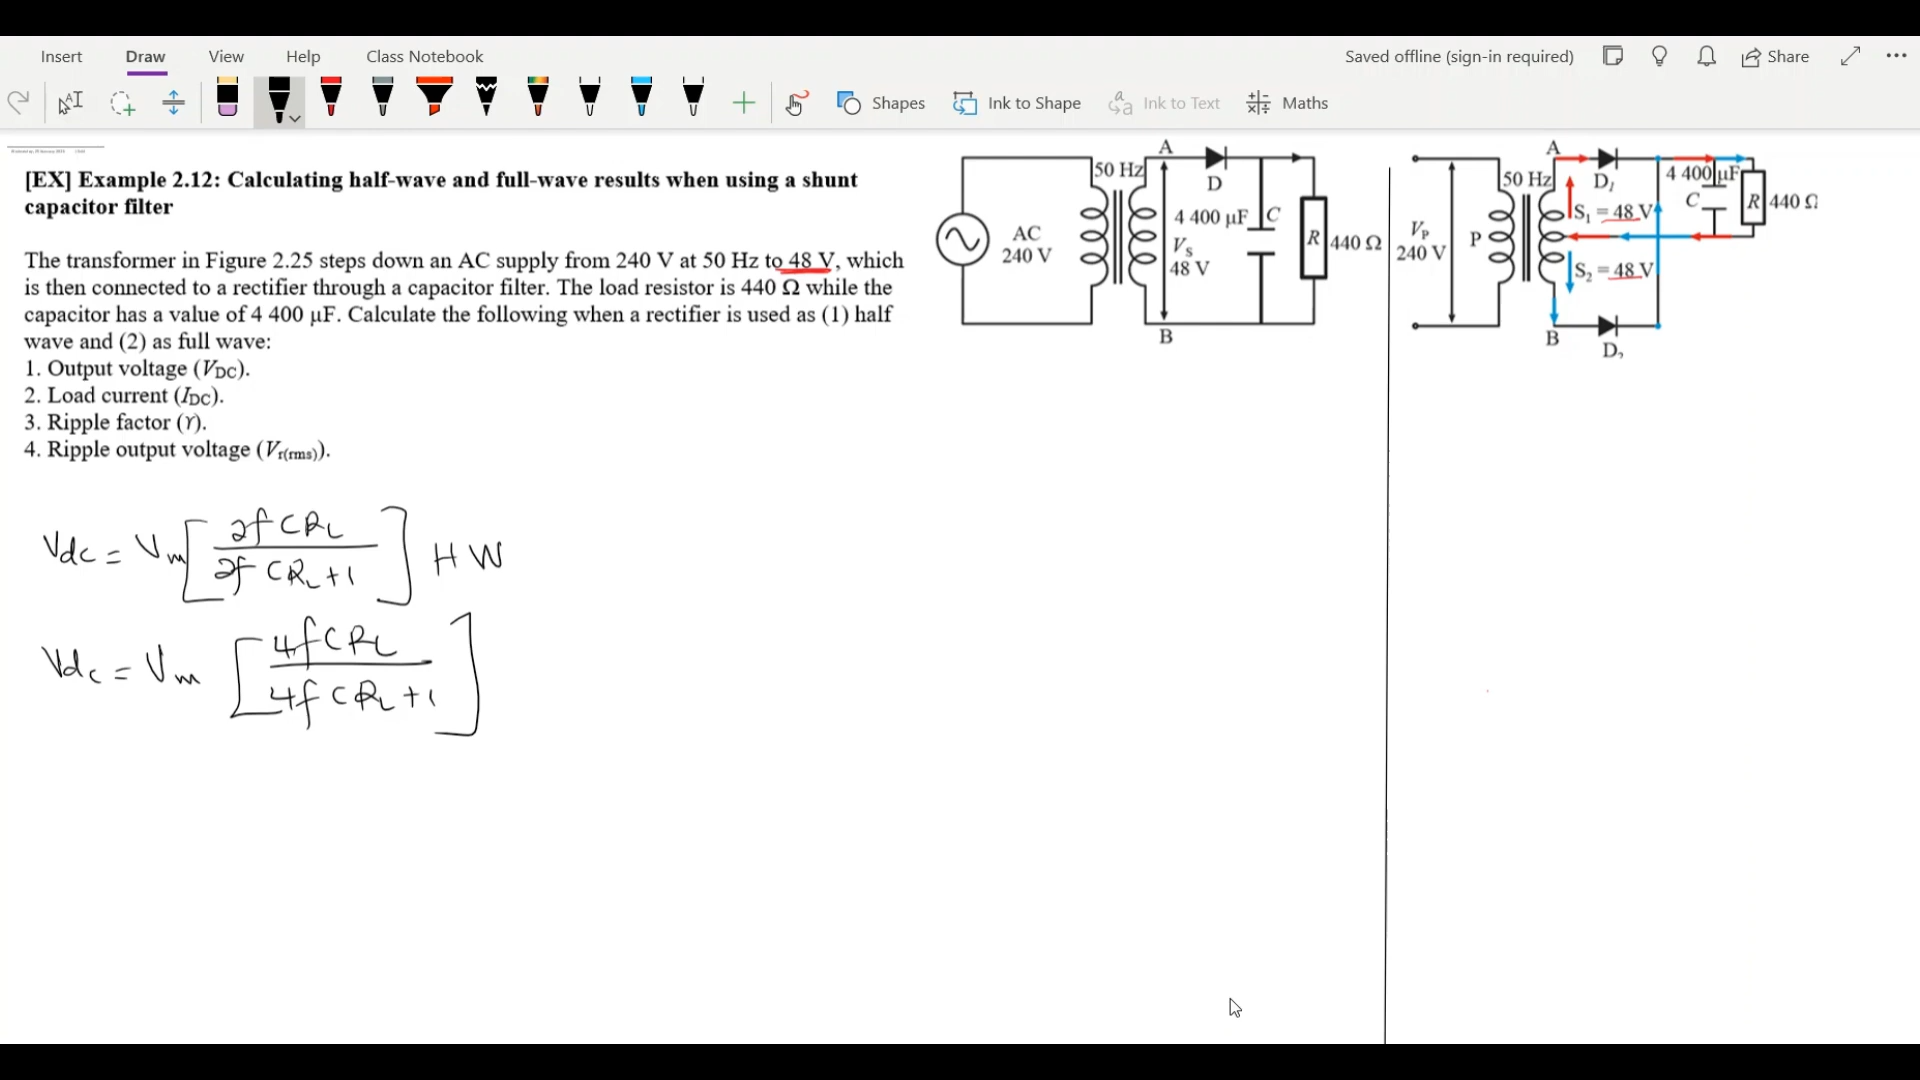 Insert Draw View Help Class Notebook Saved offline (sign-in required) Share
Shapes Ink to Shape Ink to Text Maths
[EX] Example 2.12: Calculating half-wave and full-wave results when using a shunt
capacitor filter
The transformer in Figure 2.25 steps down an AC supply from 240 V at 50 Hz to 48 V, which
is then connected to a rectifier through a capacitor filter. The load resistor is 440 Ω while the
capacitor has a value of 4 400 µF. Calculate the following when a rectifier is used as (1) half
wave and (2) as full wave:
1. Output voltage (VDC).
2. Load current (IDC).
3. Ripple factor (ϒ).
4. Ripple output voltage (Vr(rms)).
Vdc = Vm [2fCRL / 2fCRL+1] HW
Vdc = Vm [4fCRL / 4fCRL+1]
A
50 Hz
D
4 400 µF C
AC
240 V
Vs
48 V
R 440 Ω
B
A
50 Hz
D1
4 400 µF
C
R 440 Ω
S1 = 48 V
Vp
240 V
P
S2 = 48 V
B
D2